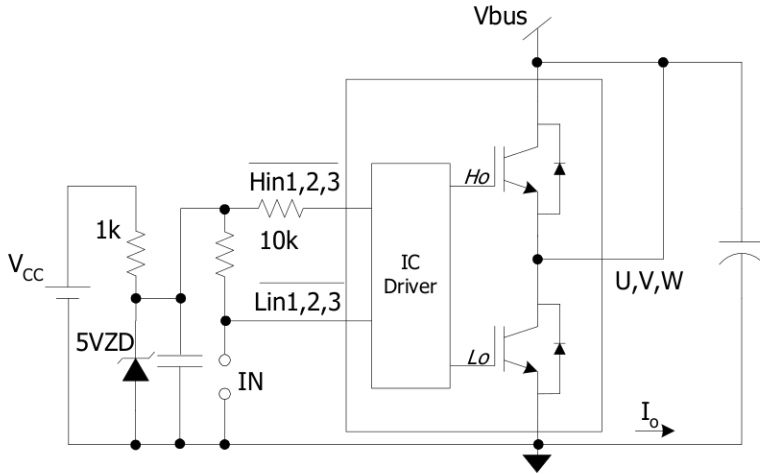 Vbus
Hin1,2,3
Ho
1k
10k
VCC
IC
Driver
U,V,W
Lin1,2,3
5VZD
Lo
IN
Io